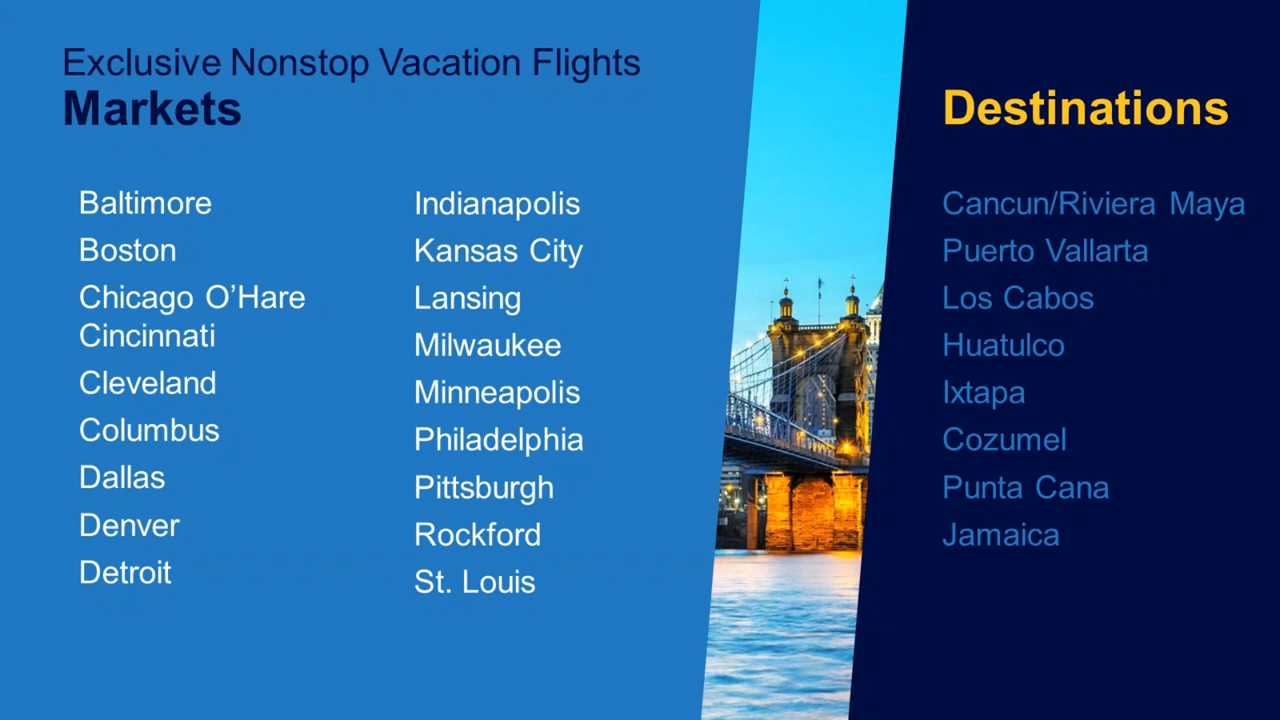 Exclusive Nonstop Vacation Flights
Markets
Baltimore
Boston
Chicago O’Hare
Cincinnati
Cleveland
Columbus
Dallas
Denver
Detroit
Indianapolis
Kansas City
Lansing
Milwaukee
Minneapolis
Philadelphia
Pittsburgh
Rockford
St. Louis
Destinations
Cancun/Riviera Maya
Puerto Vallarta
Los Cabos
Huatulco
Ixtapa
Cozumel
Punta Cana
Jamaica